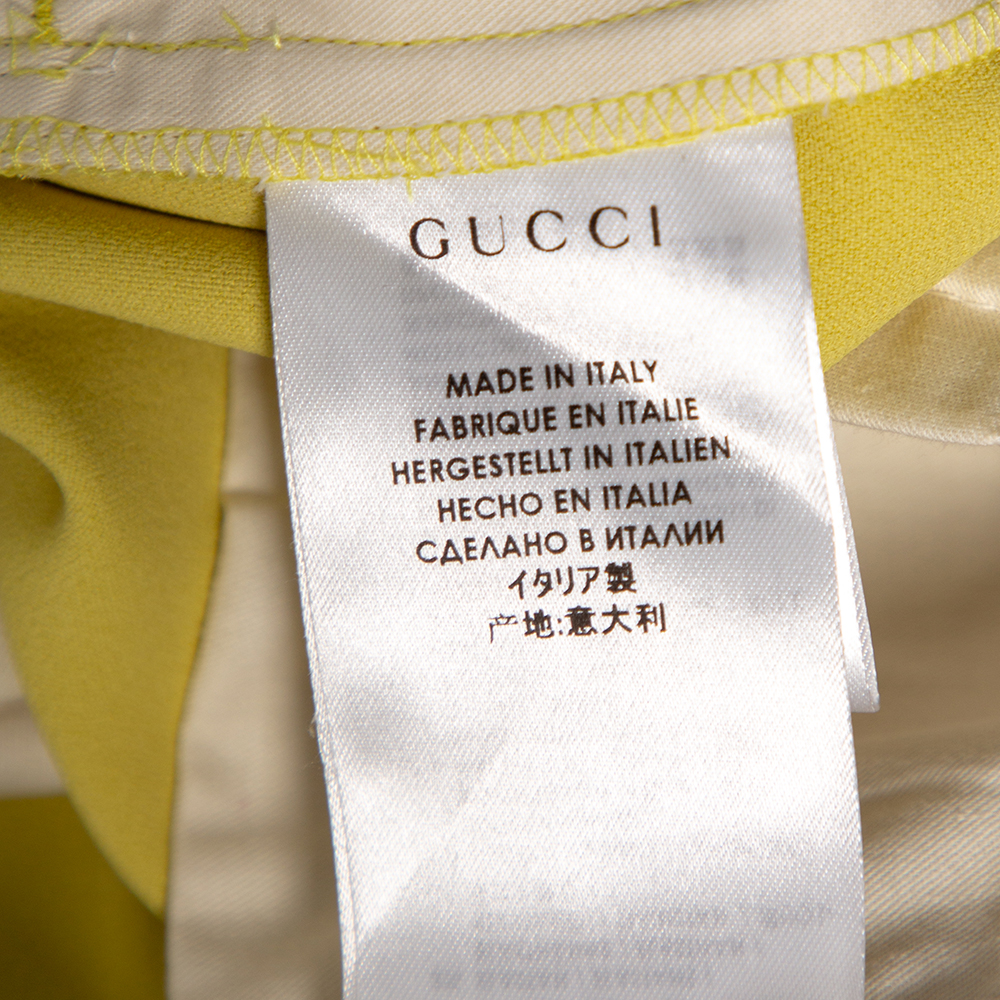 GUCCI
MADE IN ITALY
FABRIQUE EN ITALIE
HERGESTELLT IN ITALIEN
HECHO EN ITALIA
СДЕЛАНО В ИТАЛИИ
イタリア製
产地:意大利